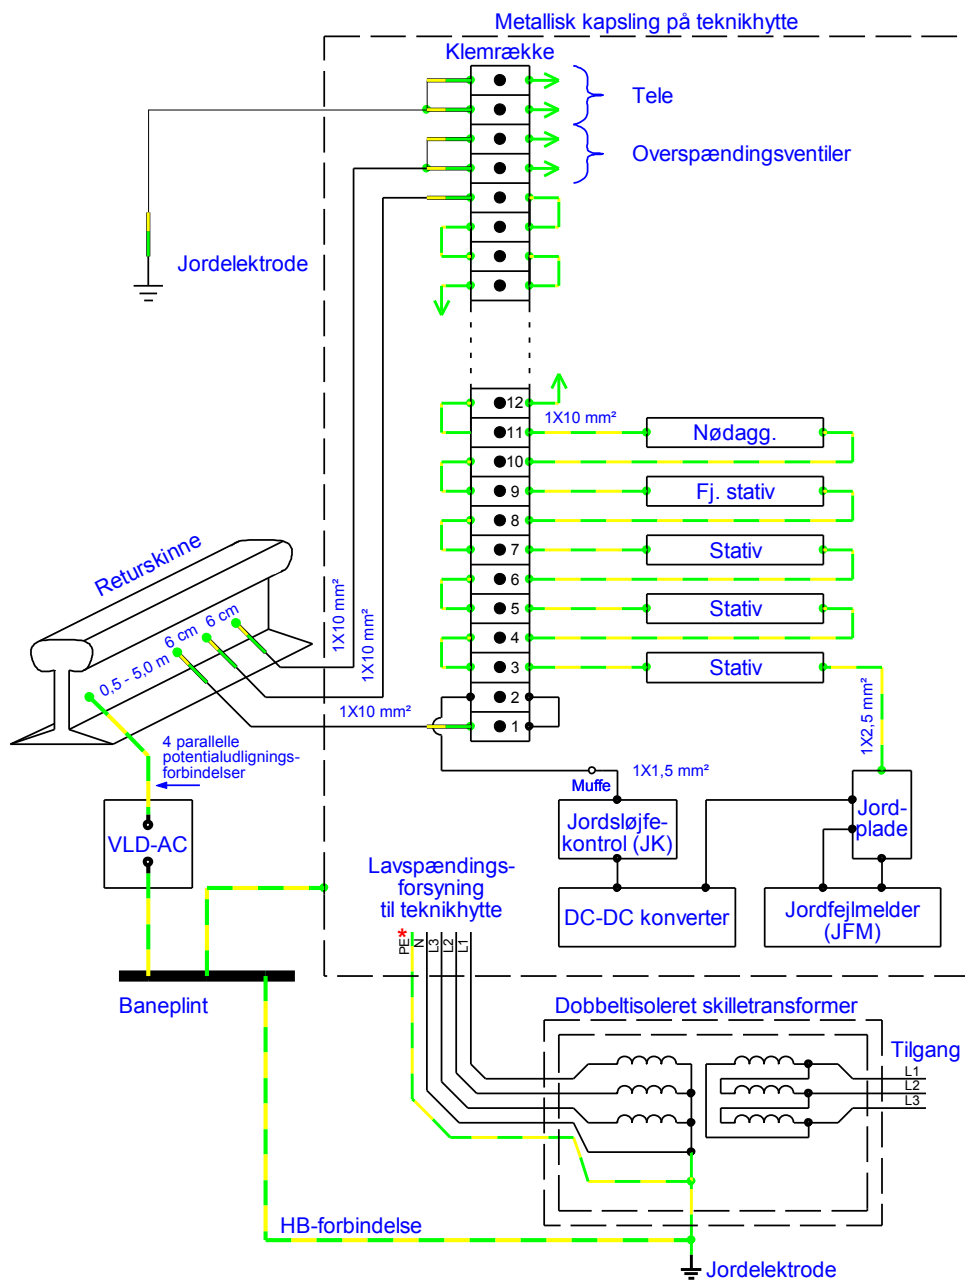 Metallisk kapsling på teknikhytte
Klemrække
Tele
Overspændingsventiler
Jordelektrode
12
1X10 mm²
11
Nødagg.
10
9
Fj. stativ
8
7
Stativ
6
5
Stativ
4
3
Stativ
2
1
Returskinne
6 cm
6 cm
0,5 - 5,0 m
1X10 mm²
1X10 mm²
1X10 mm²
1X2,5 mm²
4 parallelle
potentialudlignings-
forbindelser
Muffe
1X1,5 mm²
VLD-AC
Jordsløjfe-
kontrol (JK)
Jord-
plade
Lavspændings-
forsyning
til teknikhytte
DC-DC konverter
Jordfejlmelder
(JFM)
PE*
N
L3
L2
L1
Baneplint
Dobbeltisoleret skilletransformer
Tilgang
L1
L2
L3
HB-forbindelse
Jordelektrode